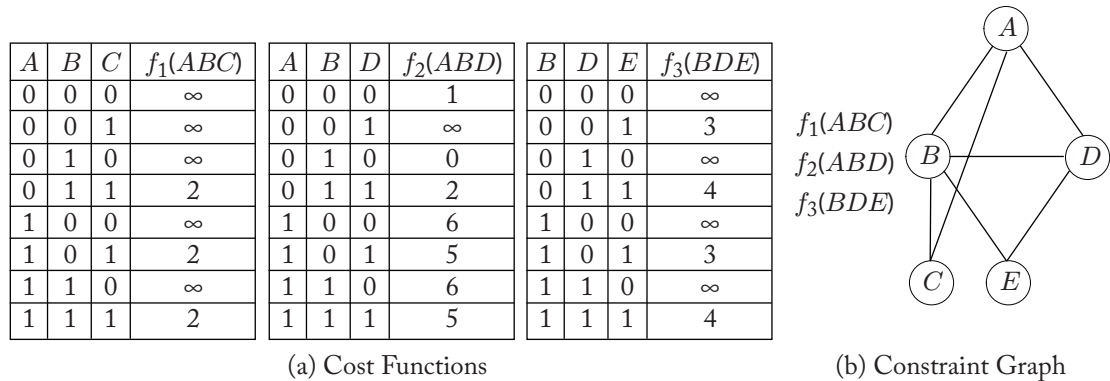 A
A B C f₁(ABC) A B D f₂(ABD) B D E f₃(BDE)
0 0 0 ∞ 0 0 0 1 0 0 0 ∞
0 0 1 ∞ 0 0 1 ∞ 0 0 1 3
0 1 0 ∞ 0 1 0 0 0 1 0 ∞
0 1 1 2 0 1 1 2 0 1 1 4
1 0 0 ∞ 1 0 0 6 1 0 0 ∞
1 0 1 2 1 0 1 5 1 0 1 3
1 1 0 ∞ 1 1 0 6 1 1 0 ∞
1 1 1 2 1 1 1 5 1 1 1 4
f₁(ABC)
f₂(ABD)
f₃(BDE)
B D
C E
(a) Cost Functions (b) Constraint Graph